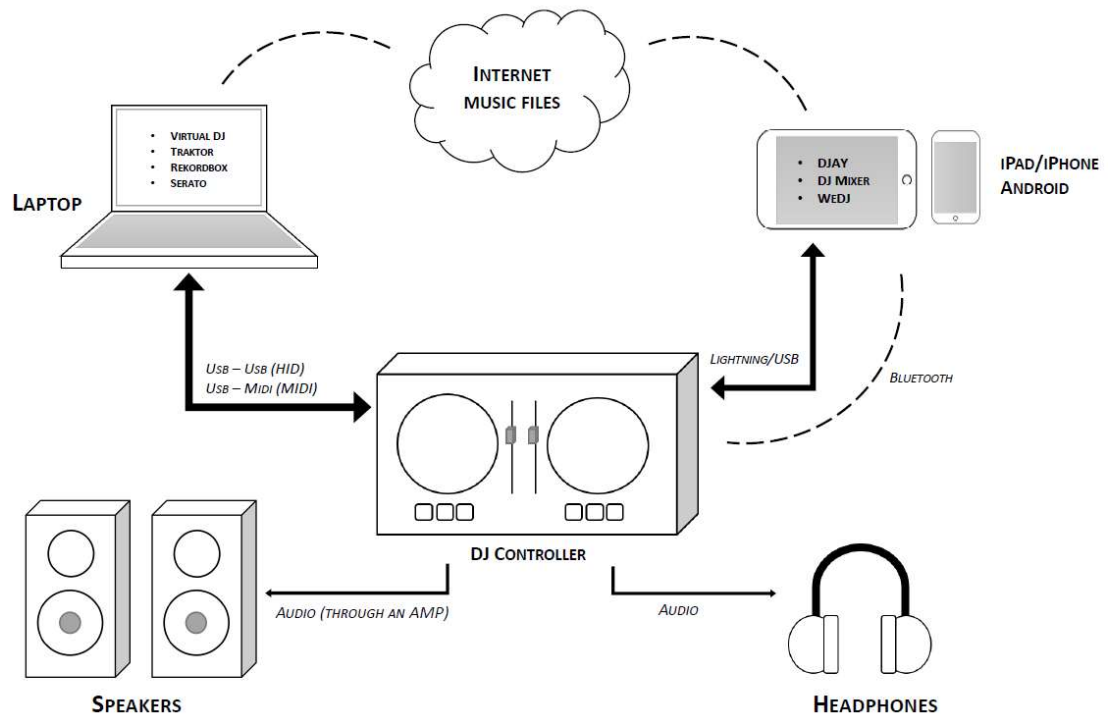 INTERNET
MUSIC FILES
• VIRTUAL DJ
• TRAKTOR
• REKORDBOX
• SERATO
LAPTOP
• DJAY
• DJ MIXER
• WEDJ
IPAD/IPHONE
ANDROID
USB – USB (HID)
USB – MIDI (MIDI)
LIGHTNING/USB
BLUETOOTH
DJ CONTROLLER
AUDIO (THROUGH AN AMP)
AUDIO
SPEAKERS
HEADPHONES